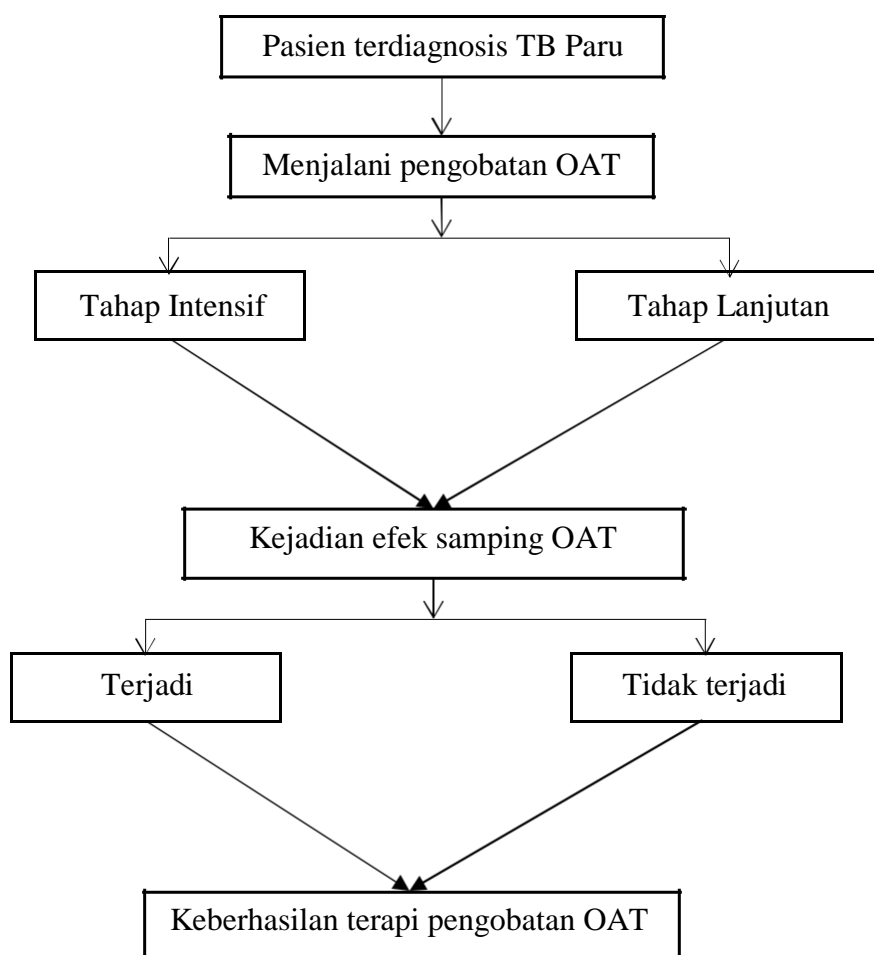 Pasien terdiagnosis TB Paru
Menjalani pengobatan OAT
Tahap Intensif
Tahap Lanjutan
Kejadian efek samping OAT
Terjadi
Tidak terjadi
Keberhasilan terapi pengobatan OAT